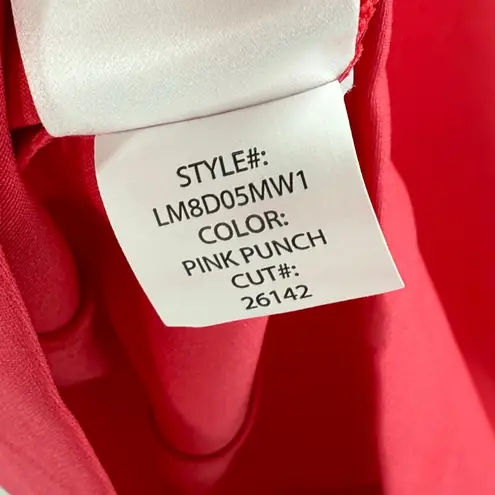 STYLE#:
LM8D05MW1
COLOR:
PINK PUNCH
CUT#:
26142